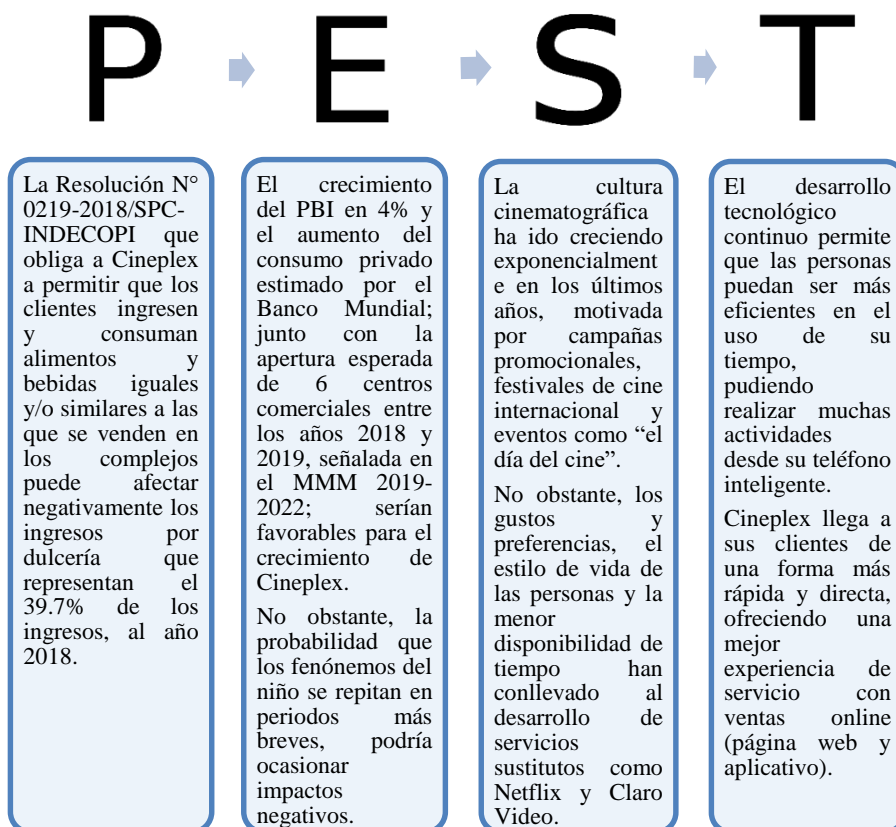 P E S T
La Resolución N°
0219-2018/SPC-
INDECOPI que
obliga a Cineplex
a permitir que los
clientes ingresen
y consuman
alimentos y
bebidas iguales
y/o similares a las
que se venden en
los complejos
puede afectar
negativamente los
ingresos por
dulcería que
representan el
39.7% de los
ingresos, al año
2018.
El crecimiento
del PBI en 4% y
el aumento del
consumo privado
estimado por el
Banco Mundial;
junto con la
apertura esperada
de 6 centros
comerciales entre
los años 2018 y
2019, señalada en
el MMM 2019-
2022; serían
favorables para el
crecimiento de
Cineplex.
No obstante, la
probabilidad que
los fenónemos del
niño se repitan en
periodos más
breves, podría
ocasionar
impactos
negativos.
La cultura
cinematográfica
ha ido creciendo
exponencialment
e en los últimos
años, motivada
por campañas
promocionales,
festivales de cine
internacional y
eventos como “el
día del cine”.
No obstante, los
gustos y
preferencias, el
estilo de vida de
las personas y la
menor
disponibilidad de
tiempo han
conllevado al
desarrollo de
servicios
sustitutos como
Netflix y Claro
Video.
El desarrollo
tecnológico
continuo permite
que las personas
puedan ser más
eficientes en el
uso de su
tiempo,
pudiendo
realizar muchas
actividades
desde su teléfono
inteligente.
Cineplex llega a
sus clientes de
una forma más
rápida y directa,
ofreciendo una
mejor
experiencia de
servicio con
ventas online
(página web y
aplicativo).